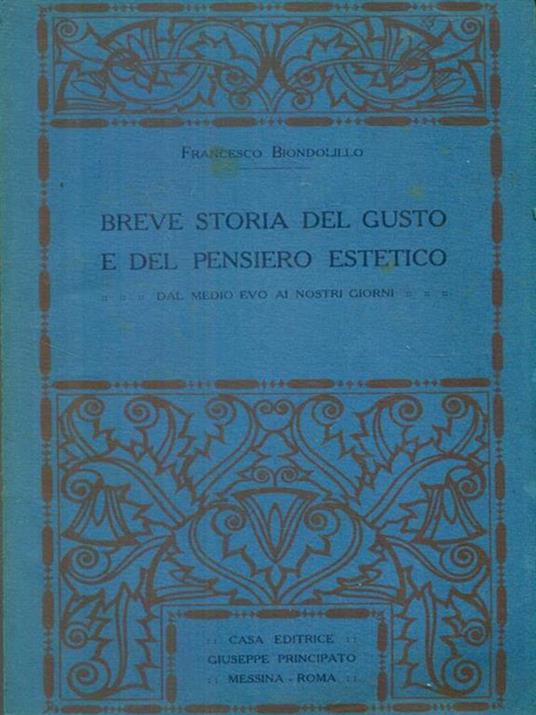 FRANCESCO BIONDOLILLO
BREVE STORIA DEL GUSTO
E DEL PENSIERO ESTETICO
:: :: :: DAL MEDIO EVO AI NOSTRI GIORNI :: :: ::
:: CASA EDITRICE ::
GIUSEPPE PRINCIPATO
:: MESSINA - ROMA ::